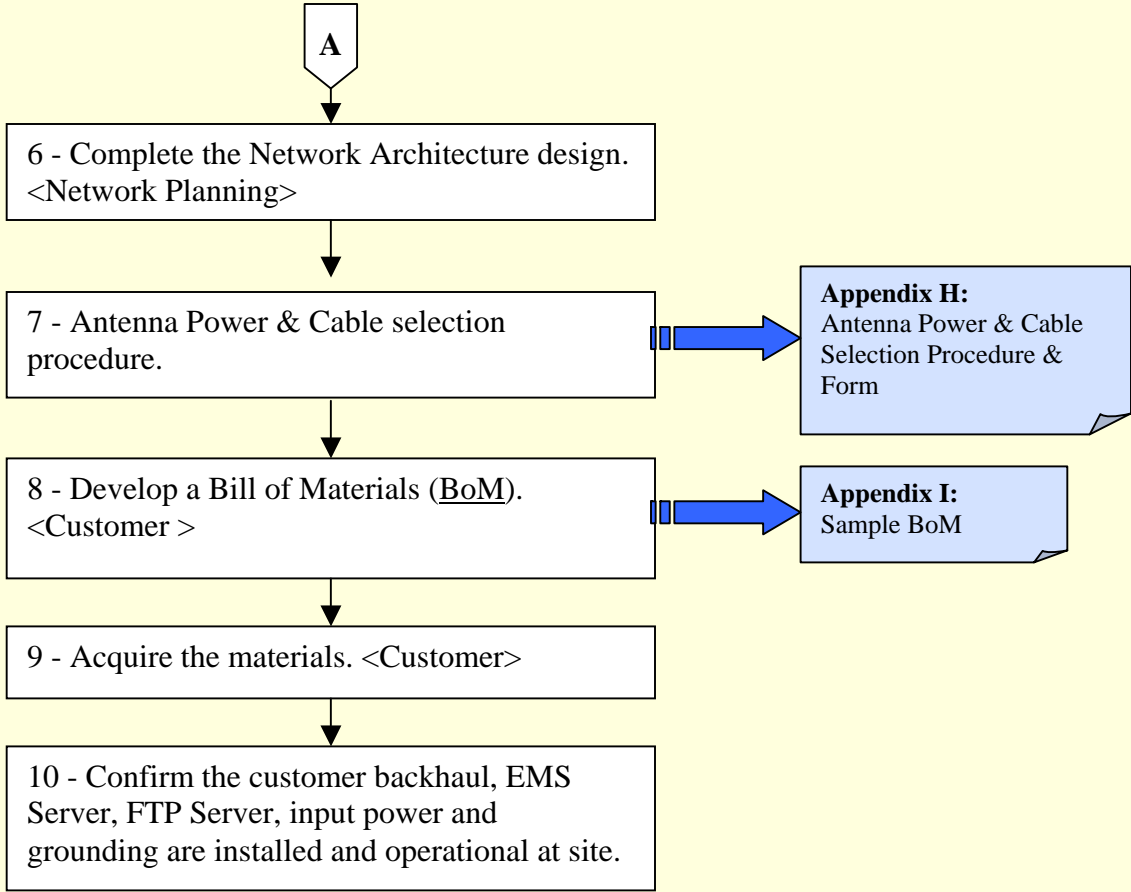 A
6 - Complete the Network Architecture design.
<Network Planning>
7 - Antenna Power & Cable selection
procedure.
Appendix H:
Antenna Power & Cable
Selection Procedure &
Form
8 - Develop a Bill of Materials (BoM).
<Customer >
Appendix I:
Sample BoM
9 - Acquire the materials. <Customer>
10 - Confirm the customer backhaul, EMS
Server, FTP Server, input power and
grounding are installed and operational at site.